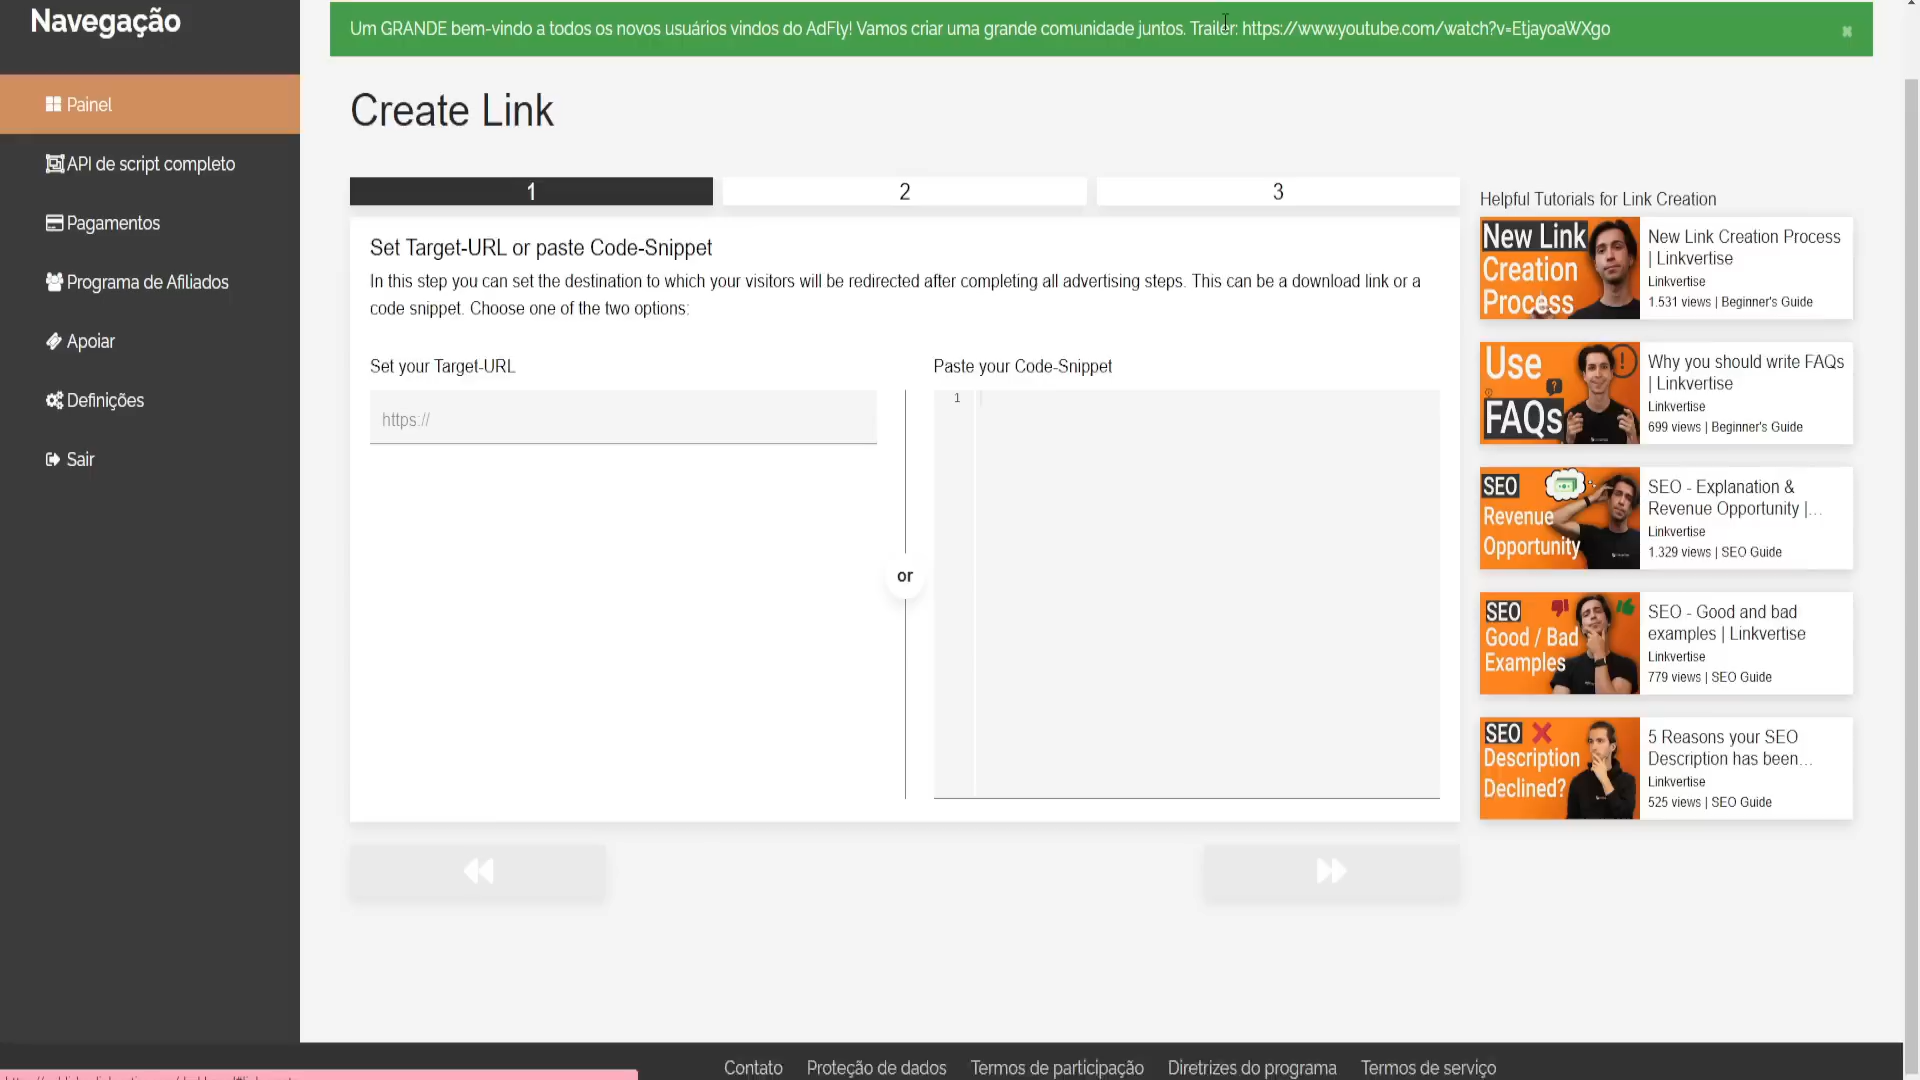 Navegação
Painel
API de script completo
Pagamentos
Programa de Afiliados
Apoiar
Definições
Sair
Um GRANDE bem-vindo a todos os novos usuários vindos do AdFly! Vamos criar uma grande comunidade juntos. Trailer: https://www.youtube.com/watch?v=EtjayoaWXgo
×
Create Link
1
2
3
Set Target-URL or paste Code-Snippet
In this step you can set the destination to which your visitors will be redirected after completing all advertising steps. This can be a download link or a
code snippet. Choose one of the two options:
Set your Target-URL
https://
or
Paste your Code-Snippet
1
Helpful Tutorials for Link Creation
New Link
Creation
Process
New Link Creation Process
| Linkvertise
Linkvertise
1.531 views | Beginner's Guide
Use
FAQs
Why you should write FAQs
| Linkvertise
Linkvertise
699 views | Beginner's Guide
SEO
Revenue
Opportunity
SEO - Explanation &
Revenue Opportunity |...
Linkvertise
1.329 views | SEO Guide
SEO
Good / Bad
Examples
SEO - Good and bad
examples | Linkvertise
Linkvertise
779 views | SEO Guide
SEO
Description
Declined?
5 Reasons your SEO
Description has been...
Linkvertise
525 views | SEO Guide
Contato
Proteção de dados
Termos de participação
Diretrizes do programa
Termos de serviço